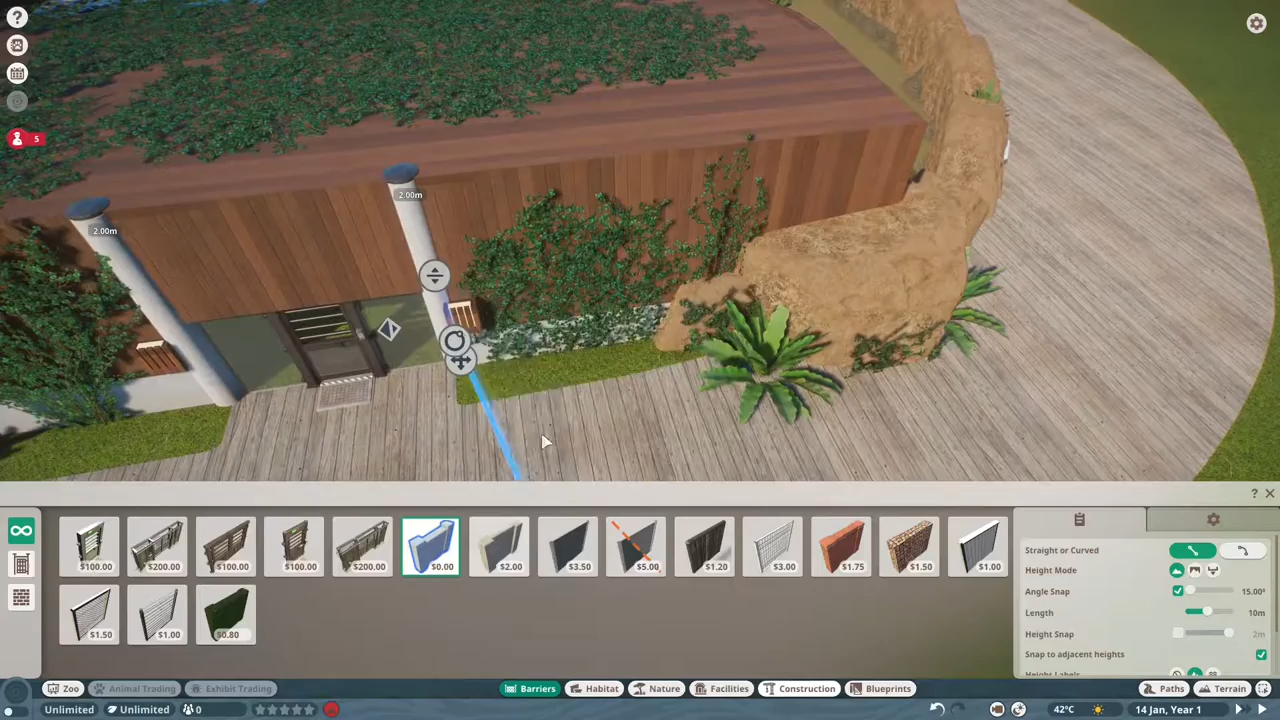 ?
5
2.00m
2.00m
? ×
$100.00 $200.00 $100.00 $100.00 $200.00 $0.00 $2.00 $3.50 $5.00 $1.20 $3.00 $1.75 $1.50 $1.00
$1.50 $1.00 $0.80
Straight or Curved
Height Mode
Angle Snap 15.00°
Length 10m
Height Snap 2m
Snap to adjacent heights
Height Labels
Zoo Animal Trading Exhibit Trading Barriers Habitat Nature Facilities Construction Blueprints Paths Terrain
Unlimited Unlimited 0 42°C 14 Jan, Year 1